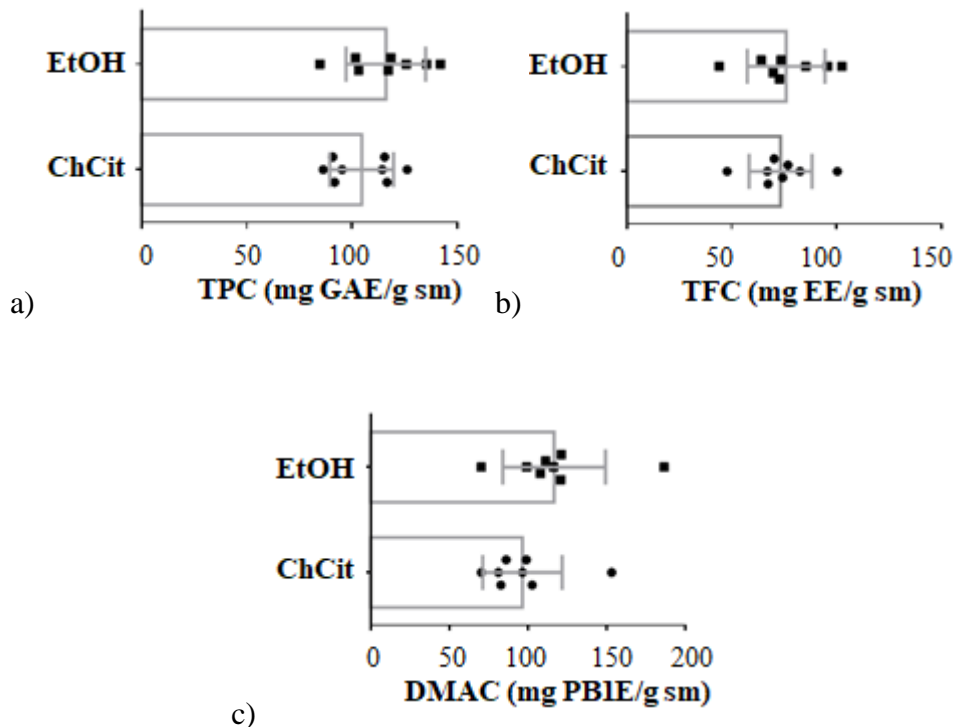 EtOH
ChCit
0 50 100 150
TPC (mg GAE/g sm)
a)
EtOH
ChCit
0 50 100 150
TFC (mg EE/g sm)
b)
EtOH
ChCit
0 50 100 150 200
DMAC (mg PB1E/g sm)
c)